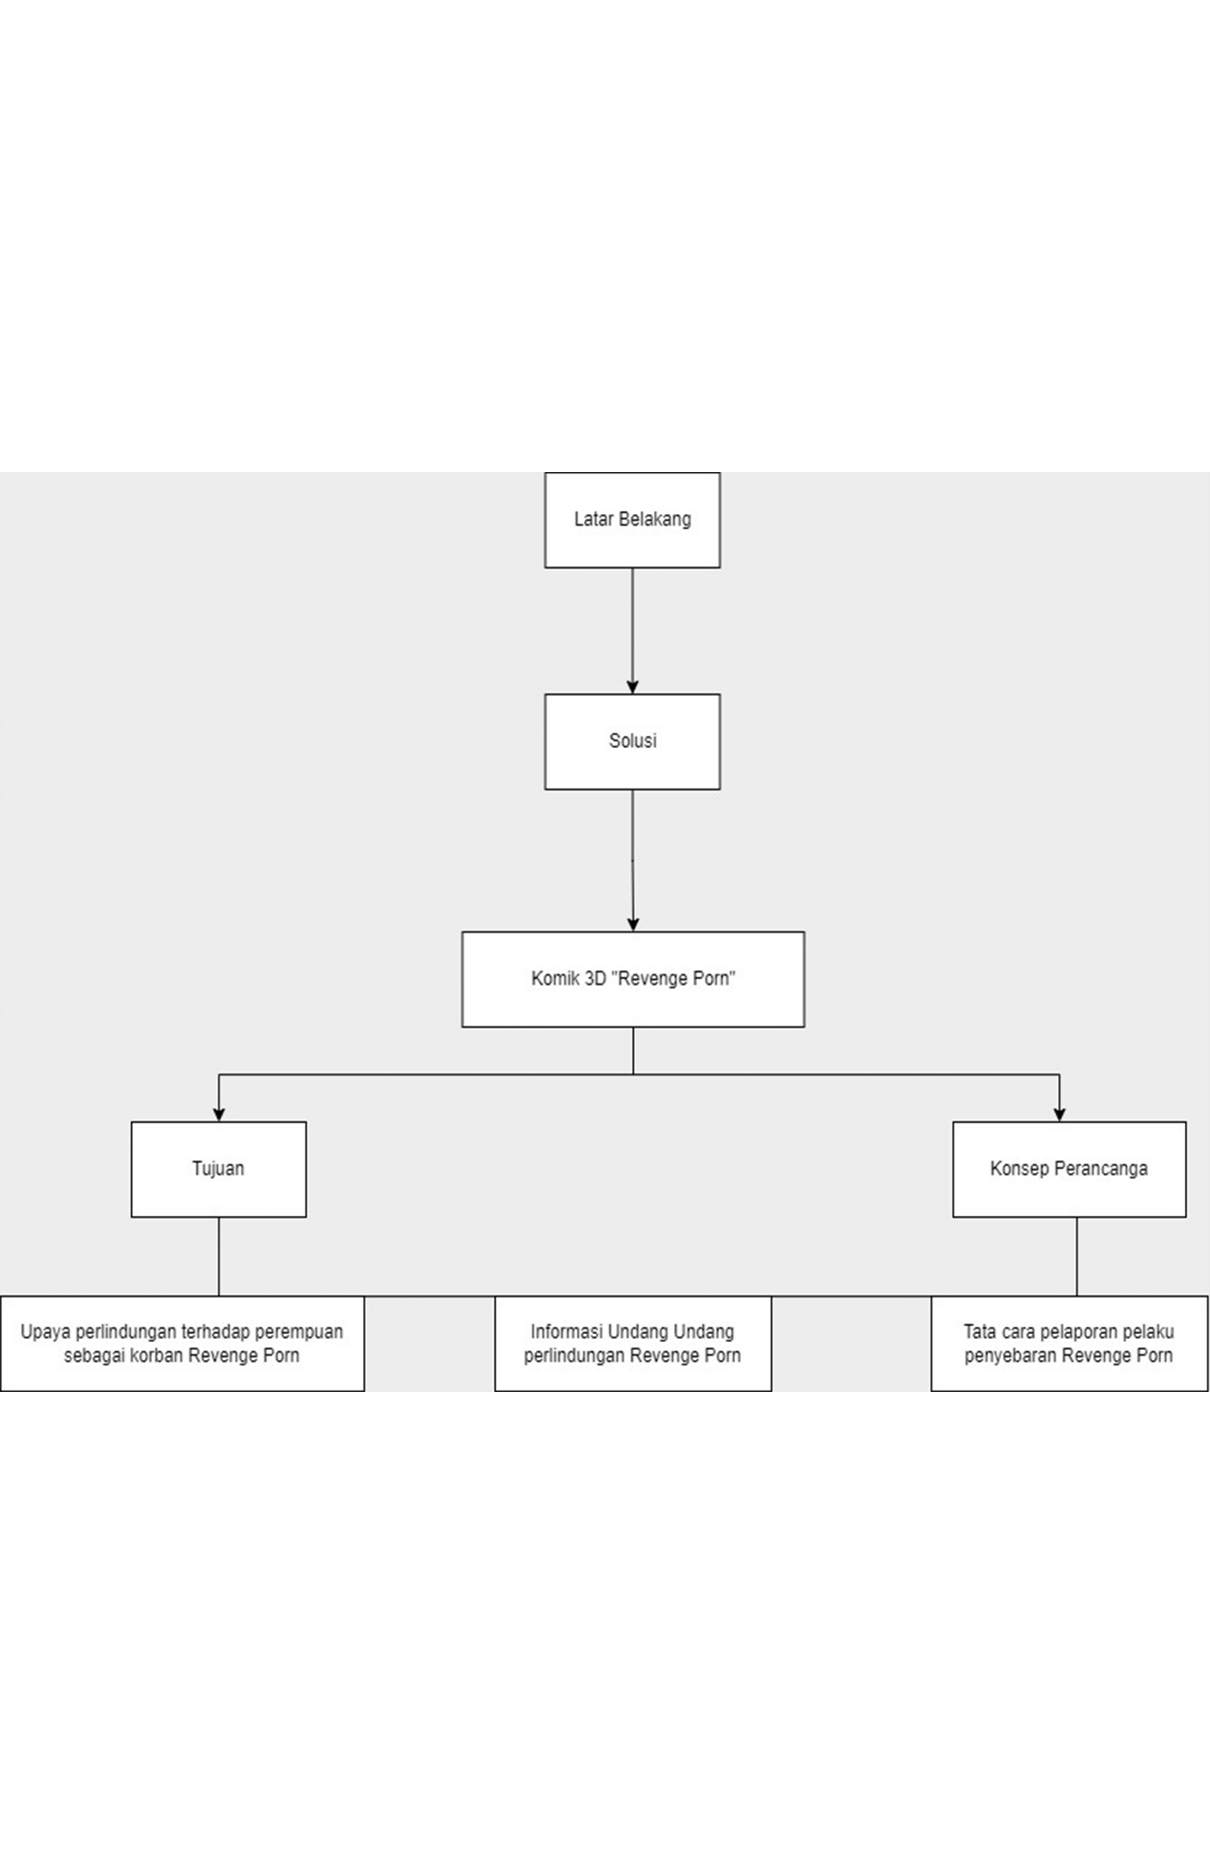 Latar Belakang
Solusi
Komik 3D "Revenge Porn"
Tujuan
Konsep Perancanga
Upaya perlindungan terhadap perempuan
sebagai korban Revenge Porn
Informasi Undang Undang
perlindungan Revenge Porn
Tata cara pelaporan pelaku
penyebaran Revenge Porn